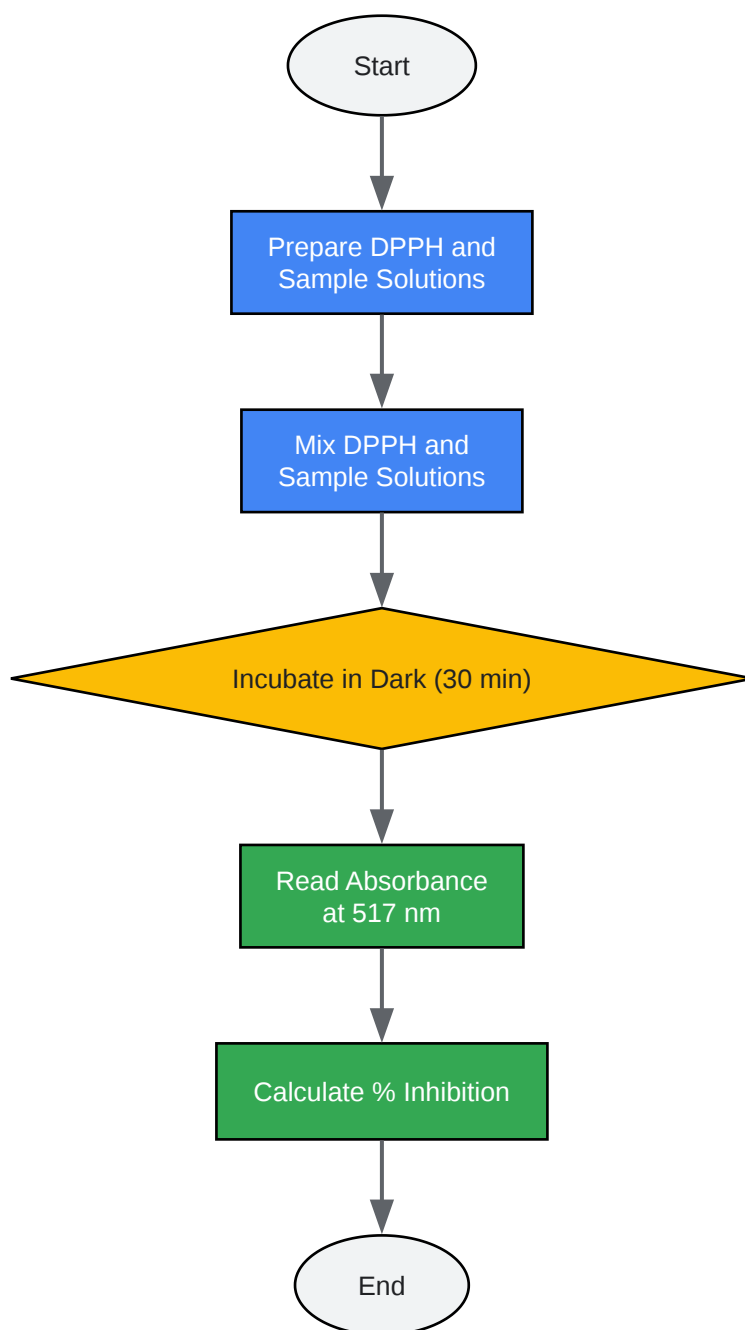 Start
Prepare DPPH and
Sample Solutions
Mix DPPH and
Sample Solutions
Incubate in Dark (30 min)
Read Absorbance
at 517 nm
Calculate % Inhibition
End